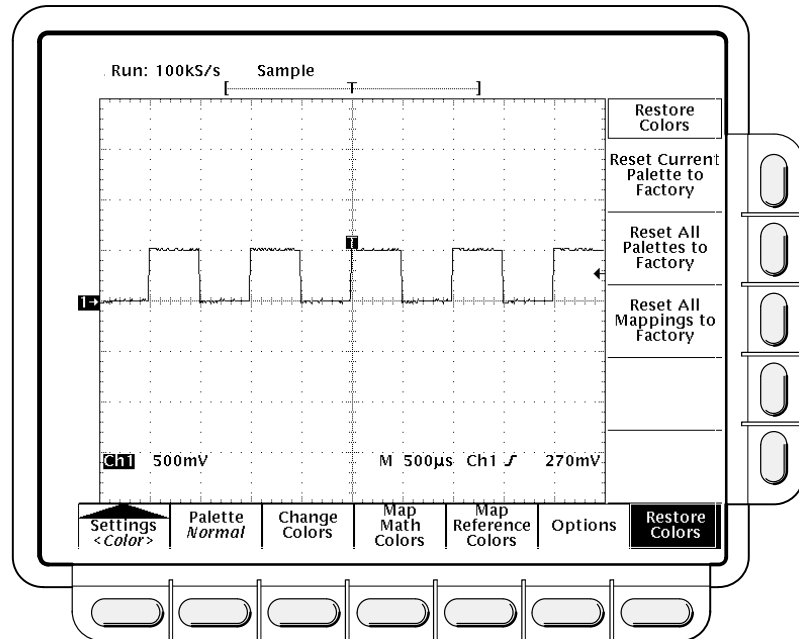 Run: 100kS/s Sample
[ T ]
Restore
Colors
Reset Current
Palette to
Factory
Reset All
Palettes to
Factory
Reset All
Mappings to
Factory
T
1→
Ch1 500mV M 500µs Ch1 270mV
Settings
<Color>
Palette
Normal
Change
Colors
Map
Math
Colors
Map
Reference
Colors
Options
Restore
Colors